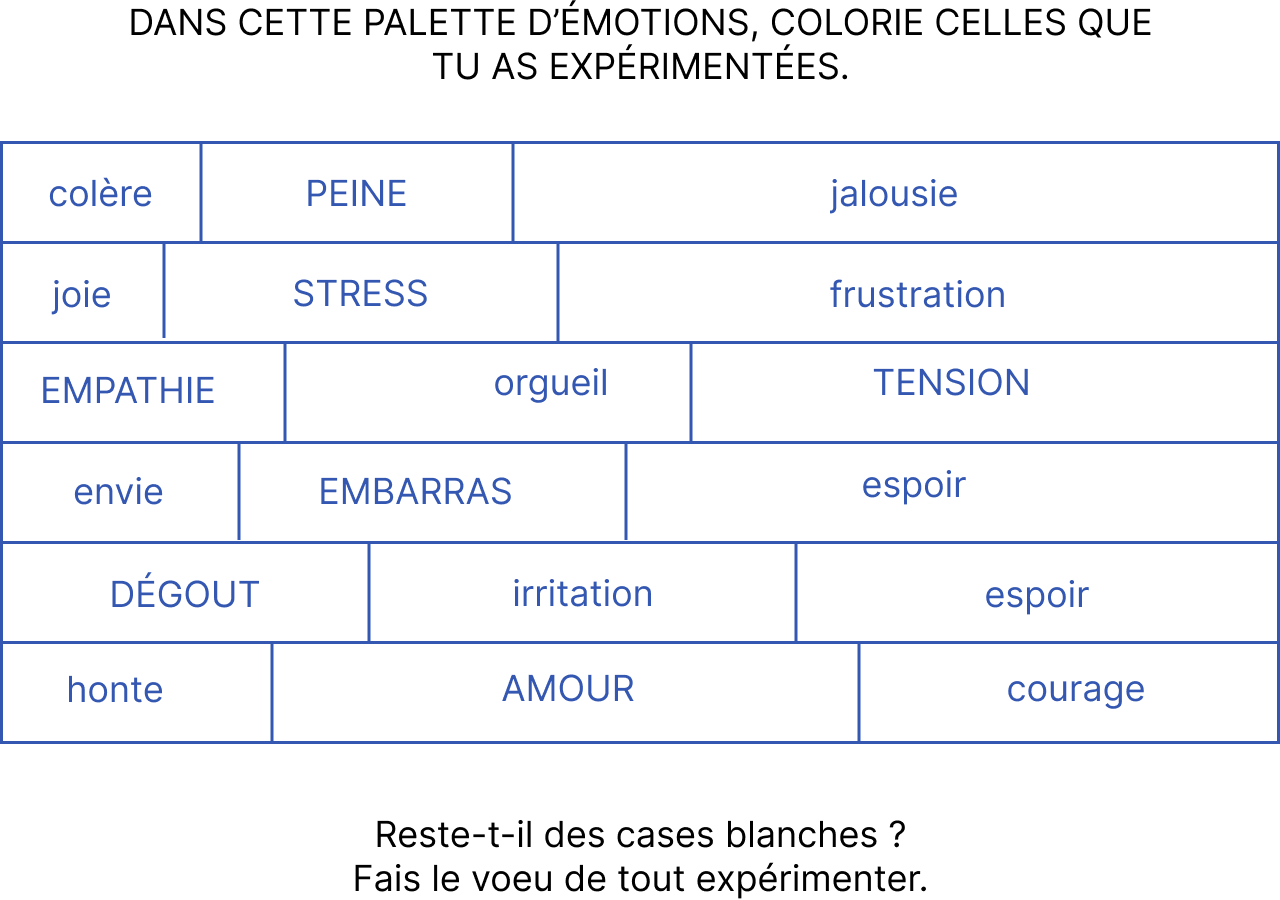 DANS CETTE PALETTE D’ÉMOTIONS, COLORIE CELLES QUE
TU AS EXPÉRIMENTÉES.
colère PEINE jalousie
joie STRESS frustration
EMPATHIE orgueil TENSION
envie EMBARRAS espoir
DÉGOUT irritation espoir
honte AMOUR courage
Reste-t-il des cases blanches ?
Fais le voeu de tout expérimenter.